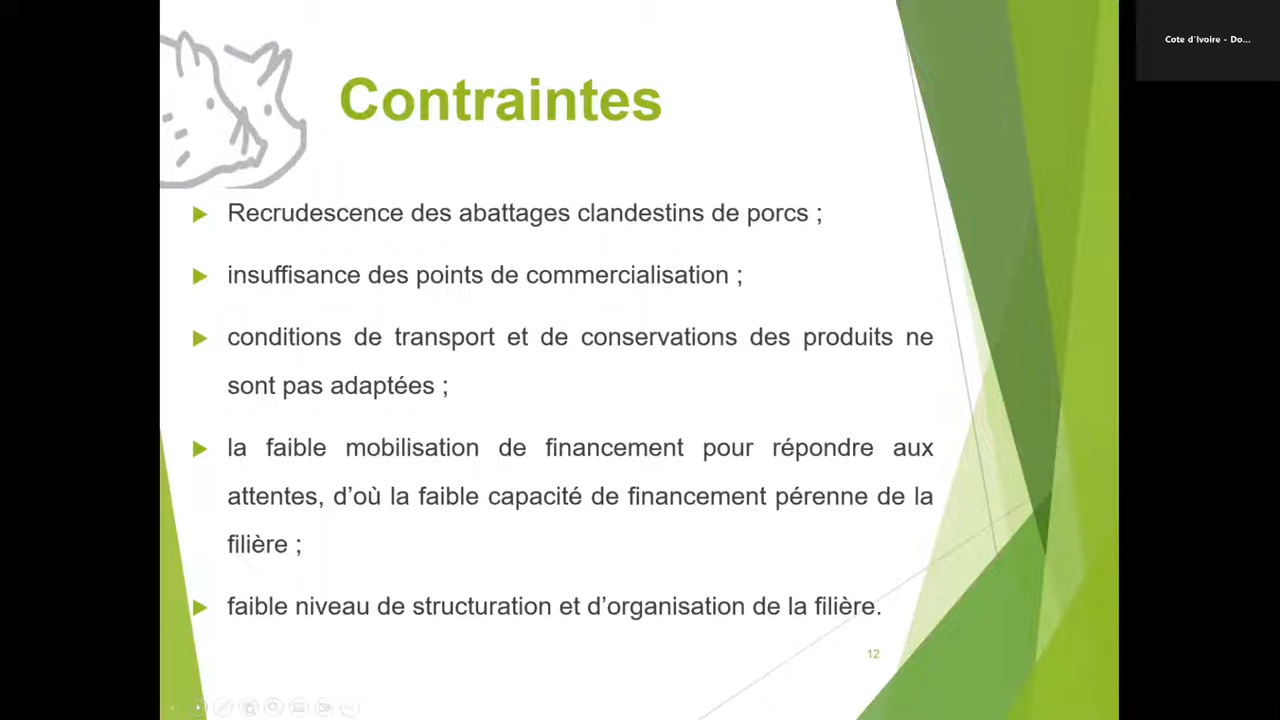 Cote d'Ivoire - Do...
Contraintes
Recrudescence des abattages clandestins de porcs ;
insuffisance des points de commercialisation ;
conditions de transport et de conservations des produits ne
sont pas adaptées ;
la faible mobilisation de financement pour répondre aux
attentes, d’où la faible capacité de financement pérenne de la
filière ;
faible niveau de structuration et d’organisation de la filière.
12